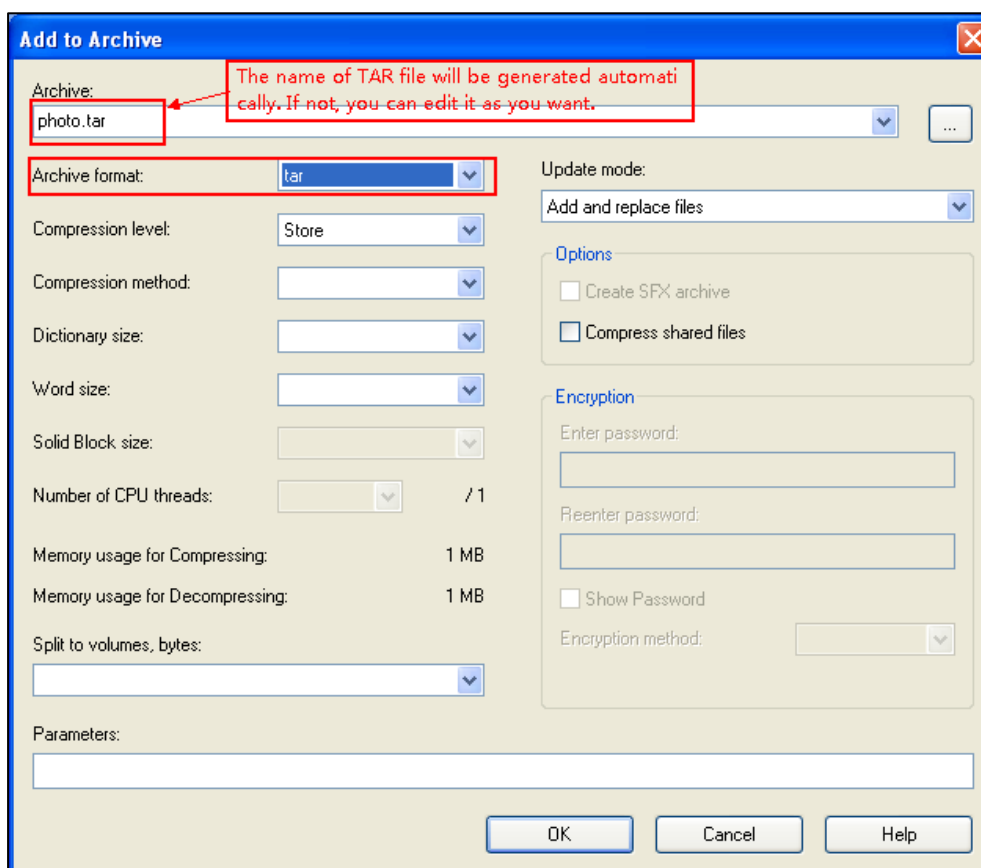 Add to Archive
The name of TAR file will be generated automati
cally. If not, you can edit it as you want.
Archive:
photo.tar
...
Archive format:
tar
Update mode:
Add and replace files
Compression level:
Store
Options
Compression method:
Create SFX archive
Dictionary size:
Compress shared files
Word size:
Encryption
Enter password:
Solid Block size:
Number of CPU threads:
/ 1
Reenter password:
Memory usage for Compressing:
1 MB
Memory usage for Decompressing:
1 MB
Show Password
Encryption method:
Split to volumes, bytes:
Parameters:
OK
Cancel
Help